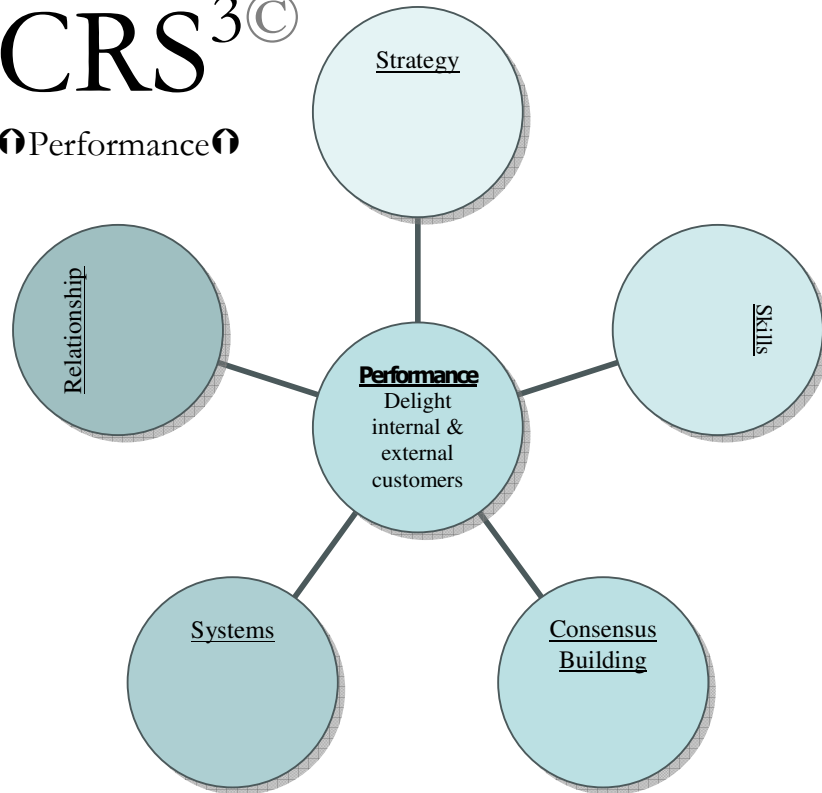 CRS³©
⬆Performance⬆
Strategy
Relationship
Skills
Performance
Delight
internal &
external
customers
Systems
Consensus
Building